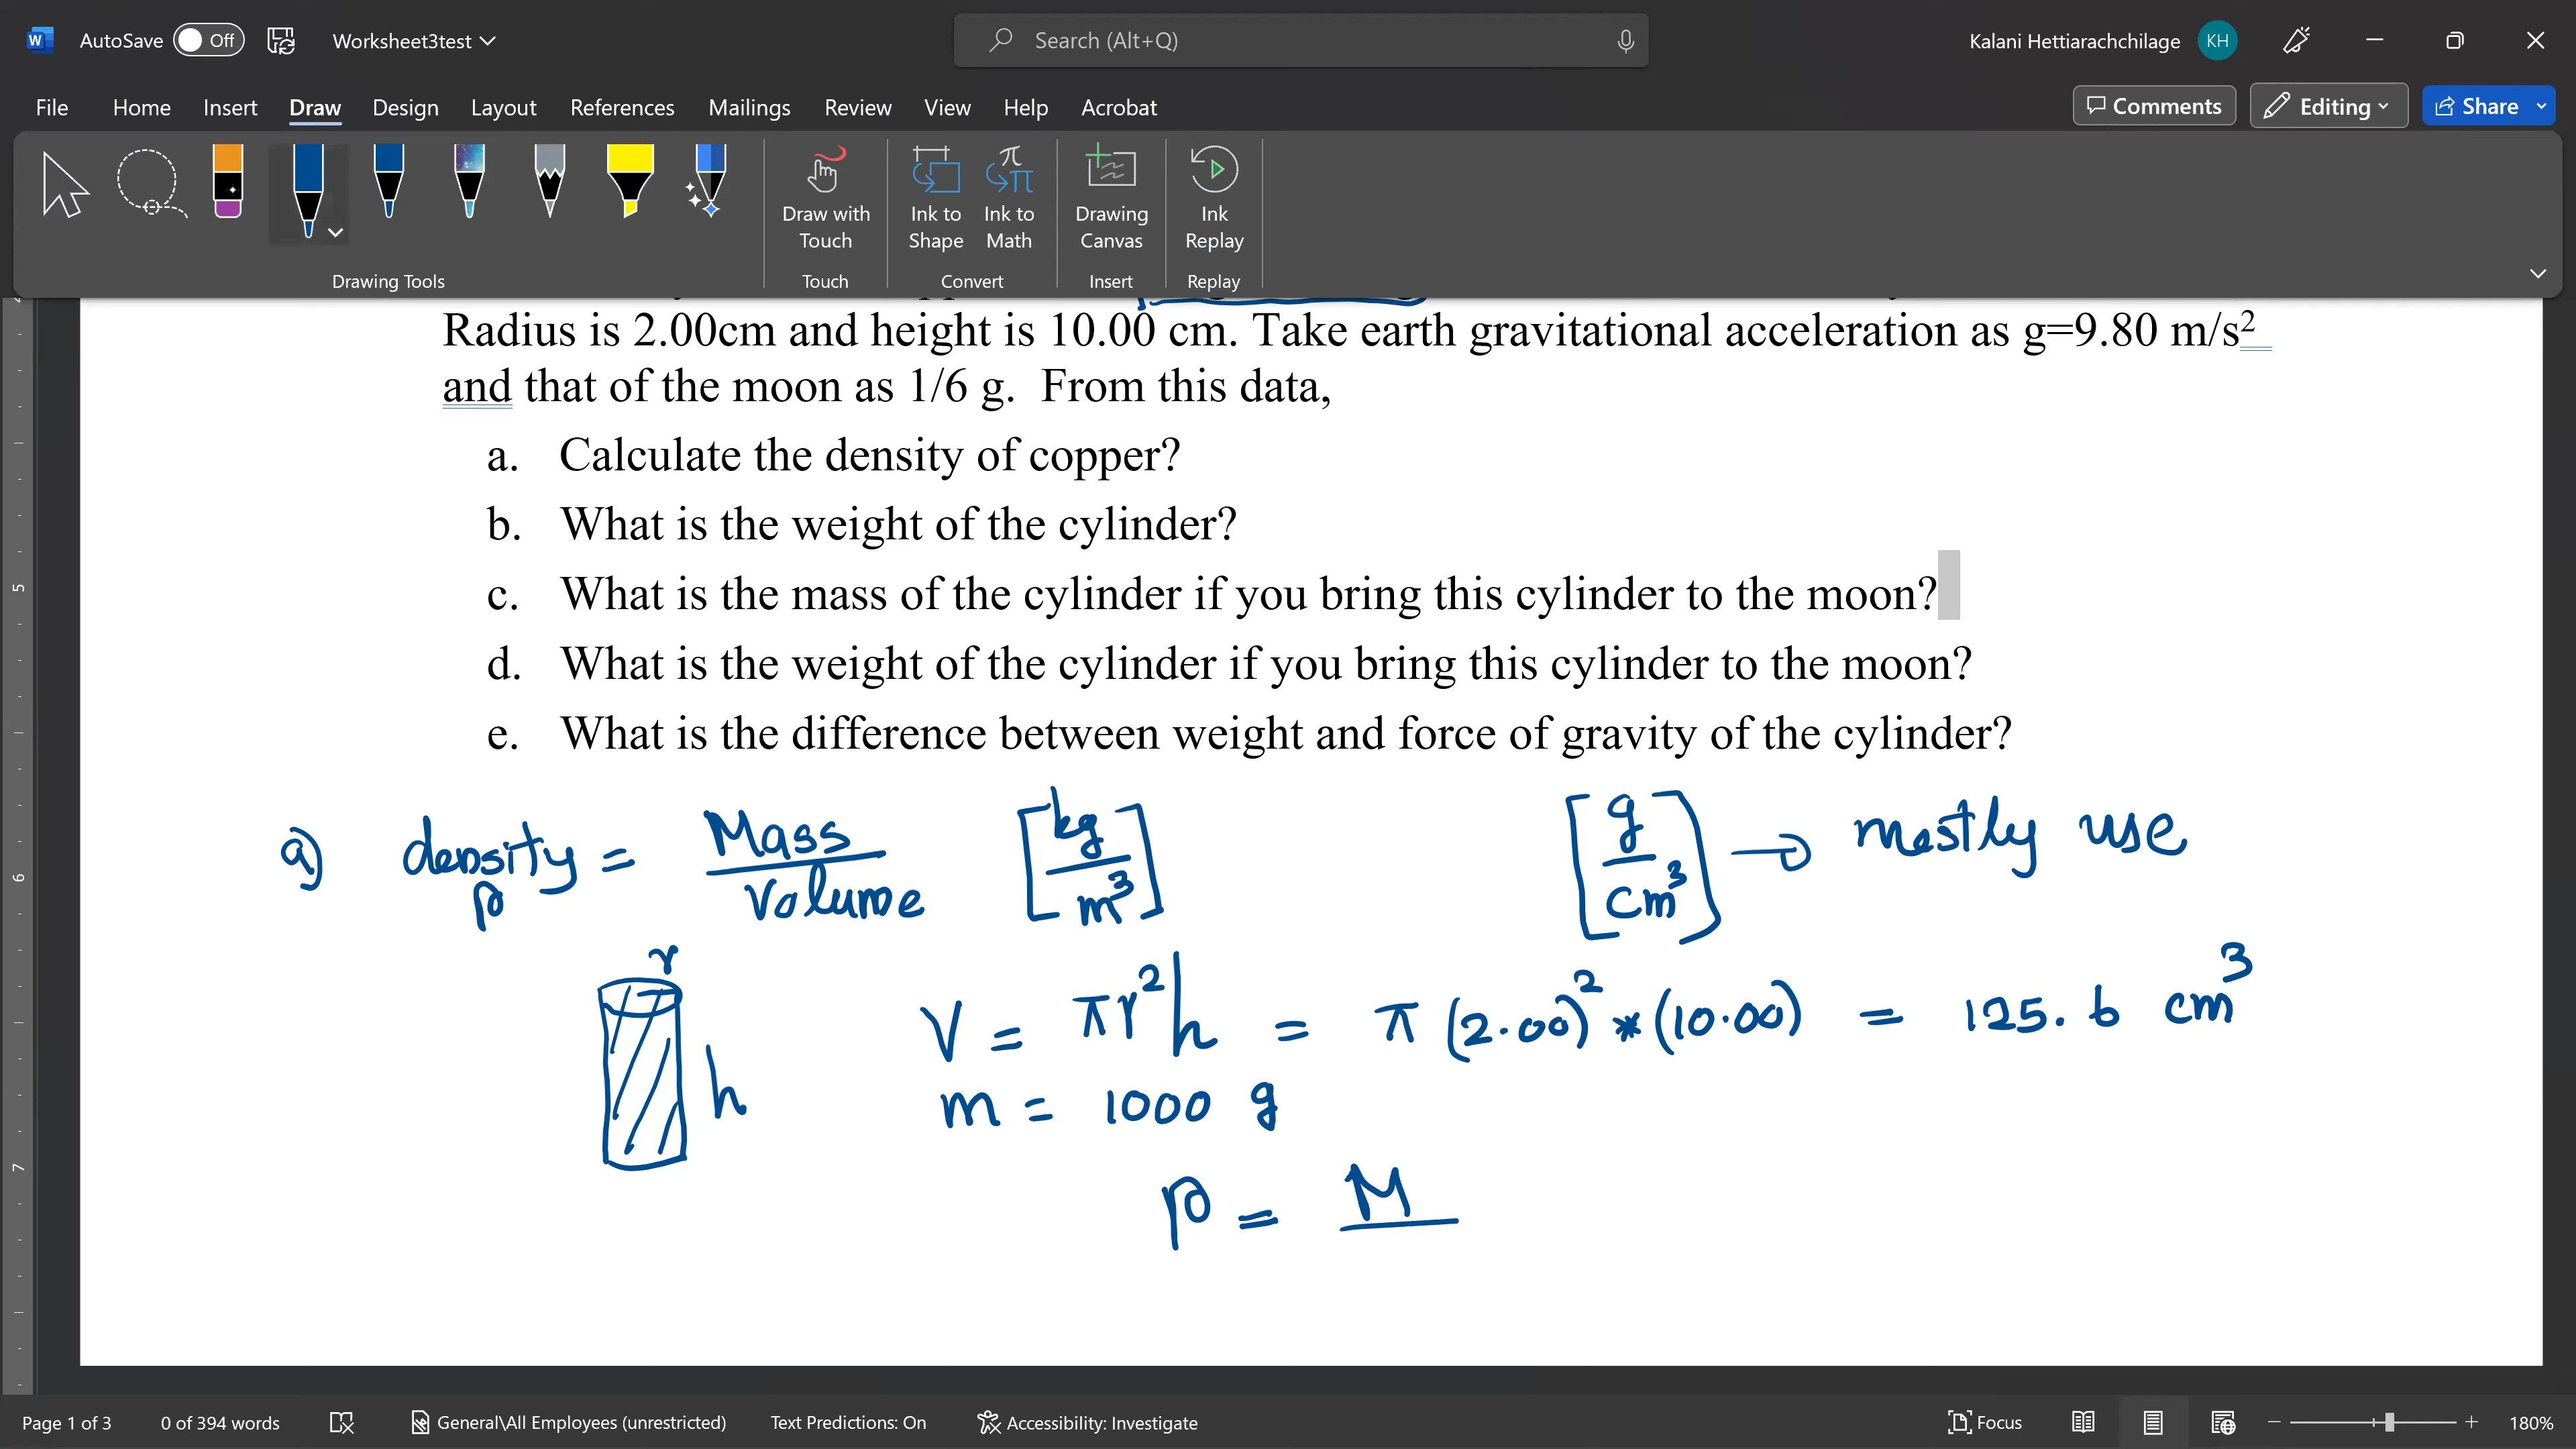 AutoSave Off Worksheet3test Search (Alt+Q) Kalani Hettiarachchilage KH
File Home Insert Draw Design Layout References Mailings Review View Help Acrobat Comments Editing Share
Draw with Touch
Ink to Shape
Ink to Math
Drawing Canvas
Ink Replay
Drawing Tools Touch Convert Insert Replay
Radius is 2.00cm and height is 10.00 cm. Take earth gravitational acceleration as g=9.80 m/s²
and that of the moon as 1/6 g. From this data,
a. Calculate the density of copper?
b. What is the weight of the cylinder?
c. What is the mass of the cylinder if you bring this cylinder to the moon?
d. What is the weight of the cylinder if you bring this cylinder to the moon?
e. What is the difference between weight and force of gravity of the cylinder?
a) density ρ = Mass / Volume [kg / m³] [g / cm³] → mostly use
r
h
V = πr²h = π (2.00)² * (10.00) = 125.6 cm³
m = 1000 g
ρ = M
5
6
7
Page 1 of 3 0 of 394 words General\All Employees (unrestricted) Text Predictions: On Accessibility: Investigate Focus 180%